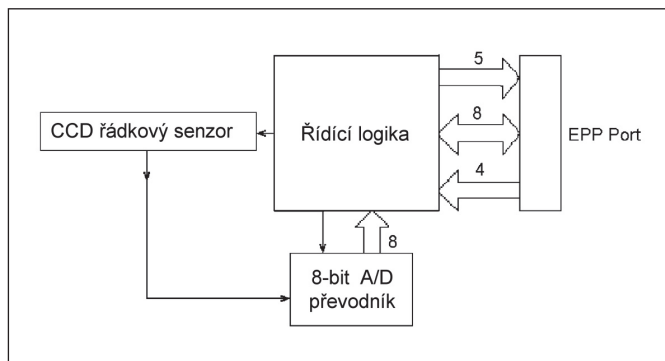 5
CCD řádkový senzor
Řídící logika
8
EPP Port
4
8
8-bit A/D
převodník